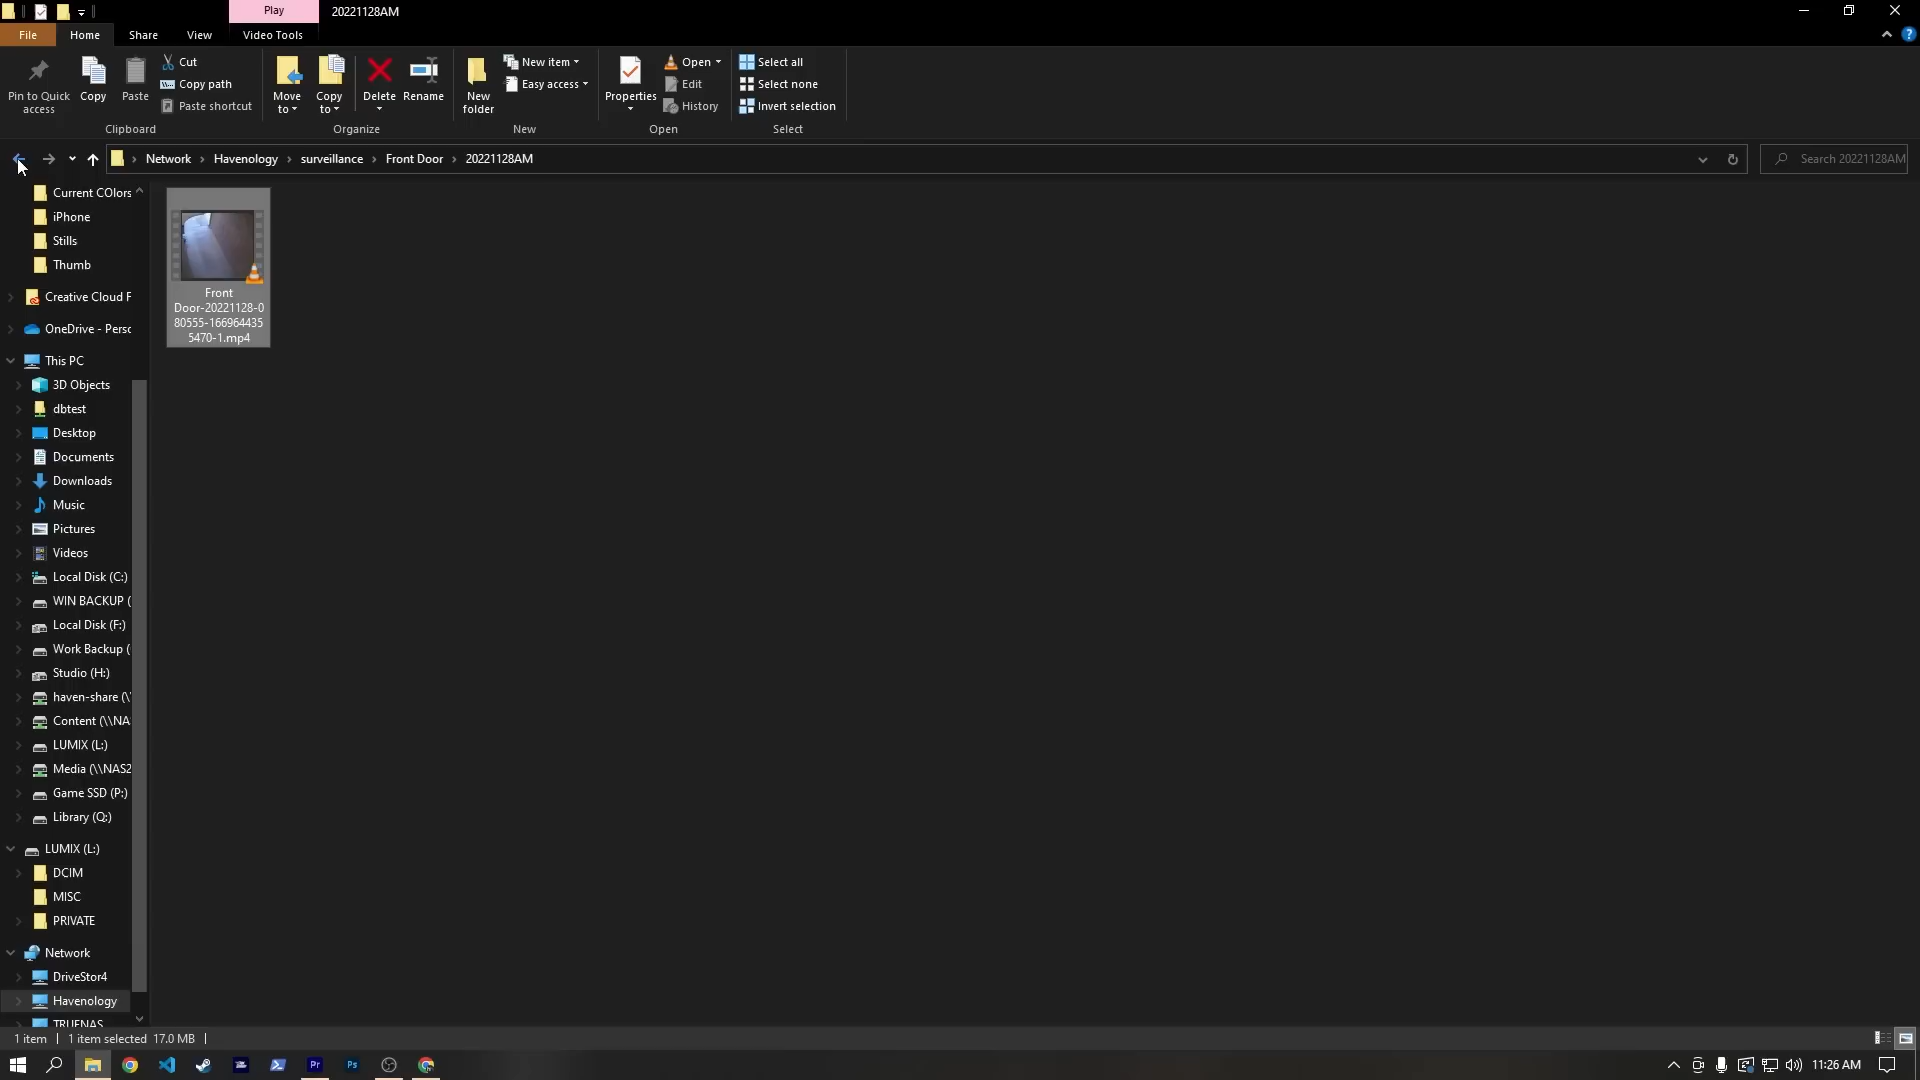 Play
20221128AM
File
Home
Share
View
Video Tools
Pin to Quick
access
Copy
Paste
Cut
Copy path
Paste shortcut
Clipboard
Move
to
Copy
to
Delete
Rename
Organize
New
folder
New item
Easy access
New
Properties
Open
Edit
History
Open
Select all
Select none
Invert selection
Select
Network
Havenology
surveillance
Front Door
20221128AM
Search 20221128AM
Current COlors
iPhone
Stills
Thumb
Creative Cloud F
OneDrive - Perso
This PC
3D Objects
dbtest
Desktop
Documents
Downloads
Music
Pictures
Videos
Local Disk (C:)
WIN BACKUP (
Local Disk (F:)
Work Backup (
Studio (H:)
haven-share (\\
Content (\\NAS
LUMIX (L:)
Media (\\NAS2
Game SSD (P:)
Library (Q:)
LUMIX (L:)
DCIM
MISC
PRIVATE
Network
DriveStor4
Havenology
TRUENAS
Front
Door-20221128-0
80555-166964435
5470-1.mp4
1 item
1 item selected 17.0 MB
Pr
Ps
11:26 AM